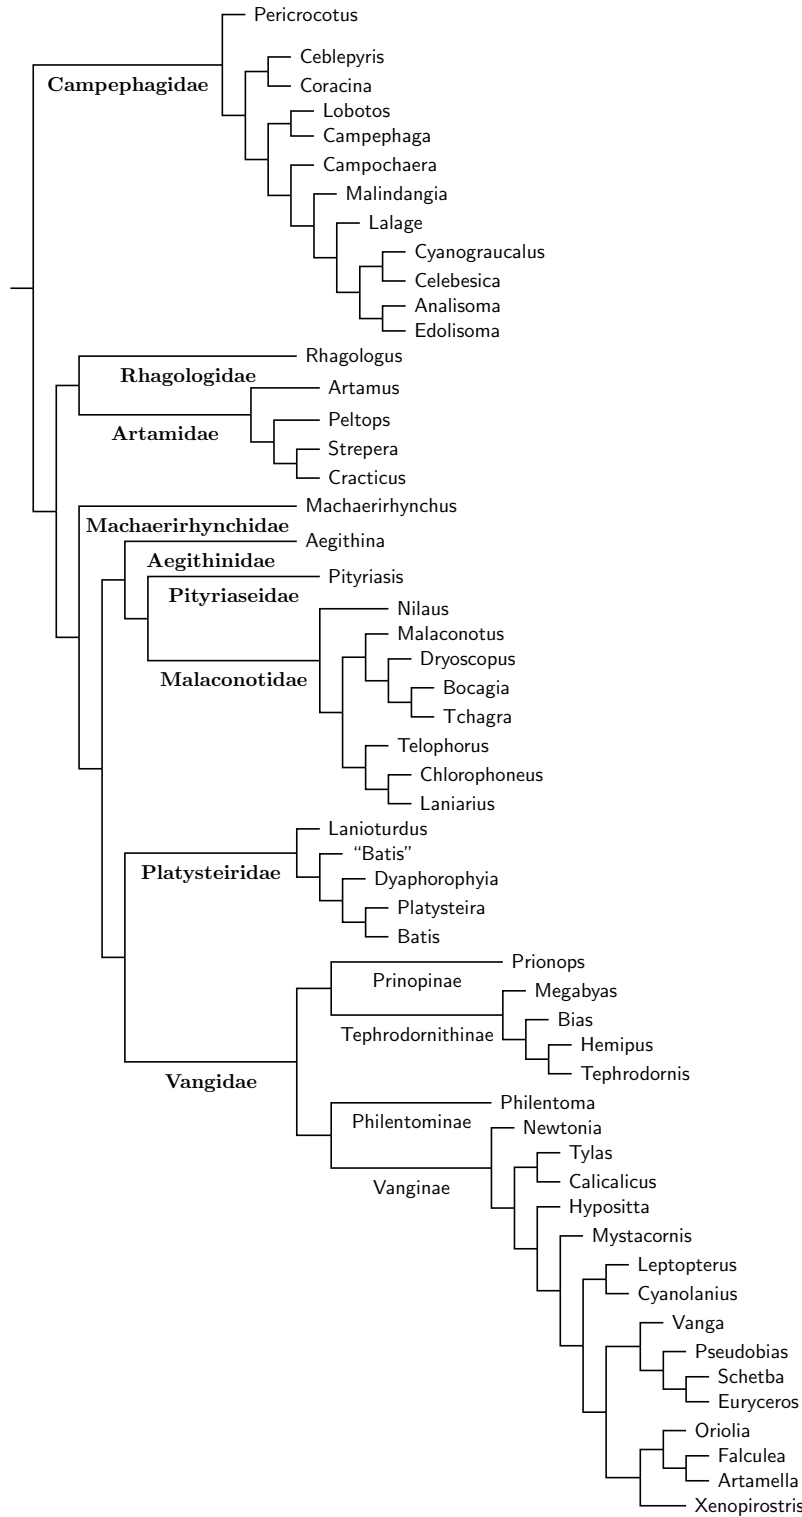 Pericrocotus
Ceblepyris
Campephagidae
Coracina
Lobotos
Campephaga
Campochaera
Malindangia
Lalage
Cyanograucalus
Celebesica
Analisoma
Edolisoma
Rhagologus
Rhagologidae
Artamus
Peltops
Artamidae
Strepera
Cracticus
Machaerirhynchus
Machaerirhynchidae
Aegithina
Aegithinidae
Pityriasis
Pityriaseidae
Nilaus
Malaconotus
Dryoscopus
Malaconotidae
Bocagia
Tchagra
Telophorus
Chlorophoneus
Laniarius
Lanioturdus
“Batis”
Platysteiridae
Dyaphorophyia
Platysteira
Batis
Prionops
Prinopinae
Megabyas
Bias
Tephrodornithinae
Hemipus
Tephrodornis
Vangidae
Philentoma
Philentominae
Newtonia
Tylas
Calicalicus
Vanginae
Hypositta
Mystacornis
Leptopterus
Cyanolanius
Vanga
Pseudobias
Schetba
Euryceros
Oriolia
Falculea
Artamella
Xenopirostris